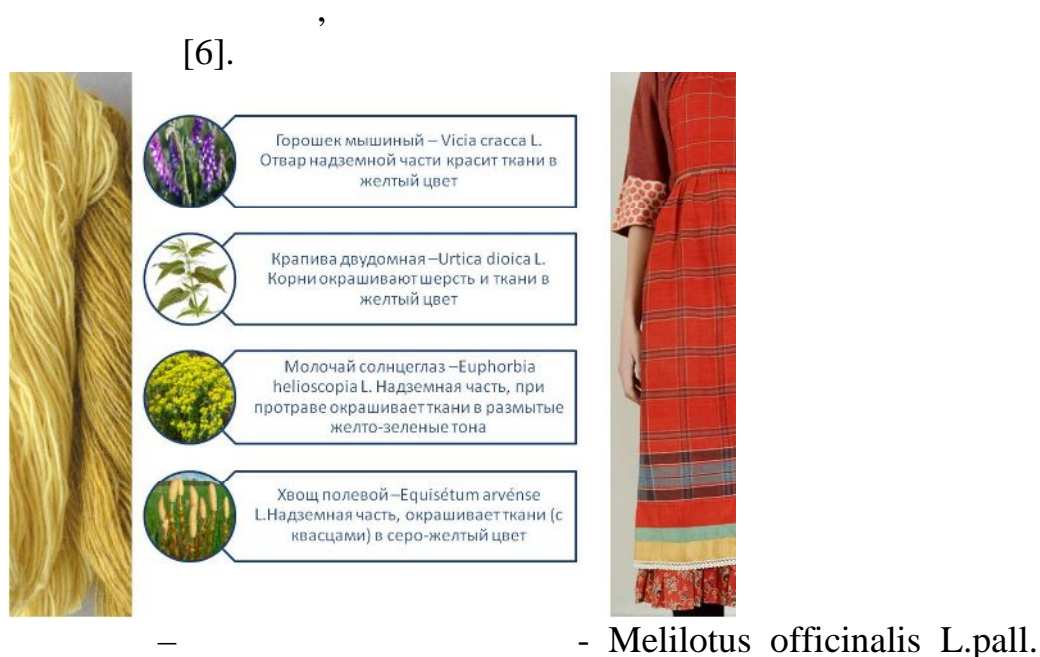 ,
[6].
Горошек мышиный – Vicia cracca L.
Отвар надземной части красит ткани в
желтый цвет
Крапива двудомная –Urtica dioica L.
Корни окрашивают шерсть и ткани в
желтый цвет
Молочай солнцеглаз –Euphorbia
helioscopia L. Надземная часть, при
протраве окрашивает ткани в размытые
желто-зеленые тона
Хвощ полевой –Equisétum arvénse
L.Надземная часть, окрашивает ткани (с
квасцами) в серо-желтый цвет
– - Melilotus officinalis L.pall.